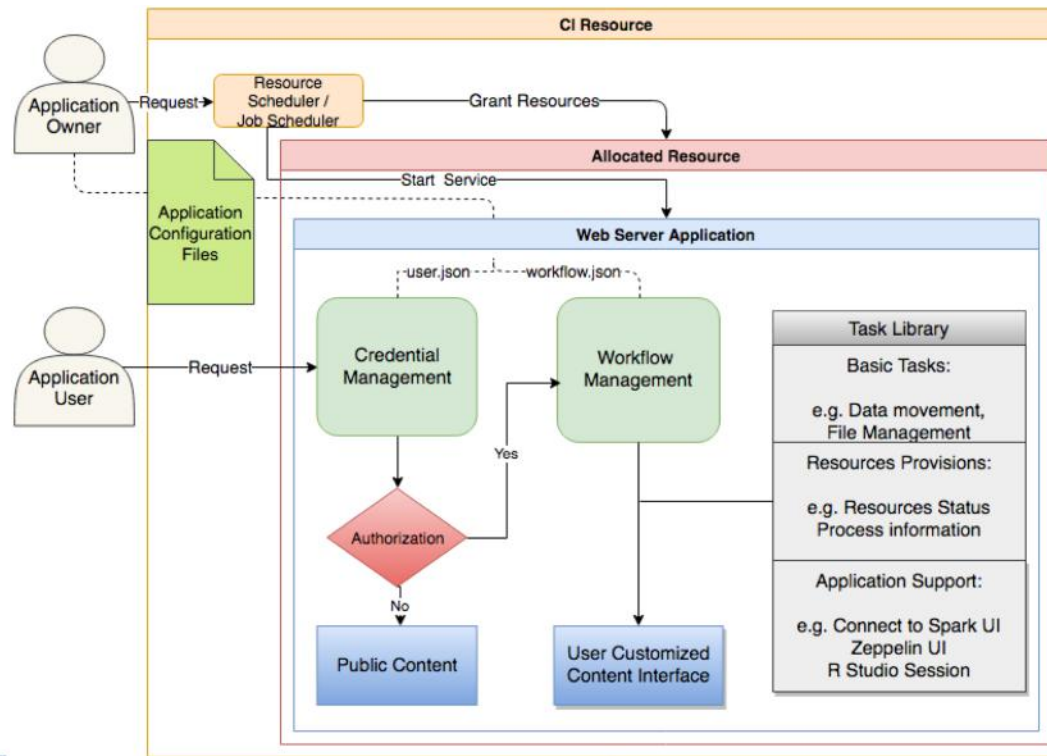 CI Resource
Application
Owner
Request
Resource
Scheduler /
Job Scheduler
Grant Resources
Allocated Resource
Start Service
Application
Configuration
Files
Web Server Application
user.json
workflow.json
Application
User
Request
Credential
Management
Workflow
Management
Yes
Authorization
No
Public Content
User Customized
Content Interface
Task Library
Basic Tasks:
e.g. Data movement,
File Management
Resources Provisions:
e.g. Resources Status
Process information
Application Support:
e.g. Connect to Spark UI
Zeppelin UI
R Studio Session